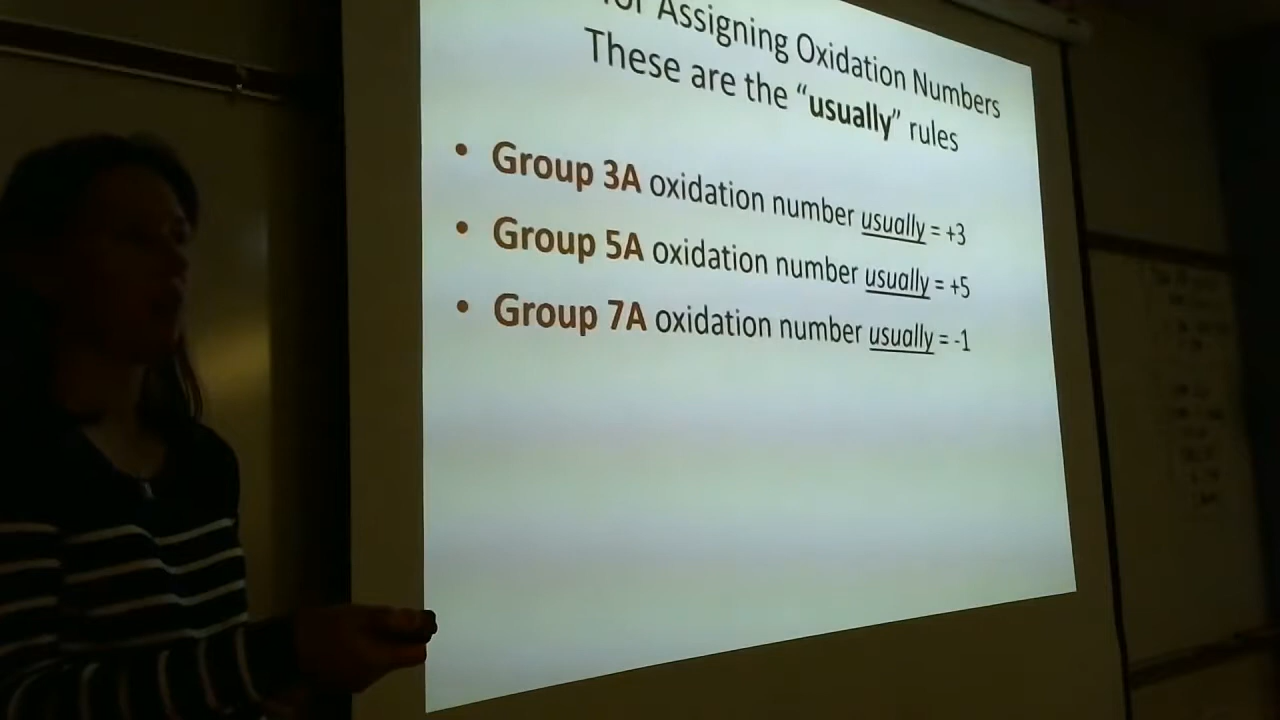 for Assigning Oxidation Numbers
These are the “usually” rules
• Group 3A oxidation number usually = +3
• Group 5A oxidation number usually = +5
• Group 7A oxidation number usually = -1